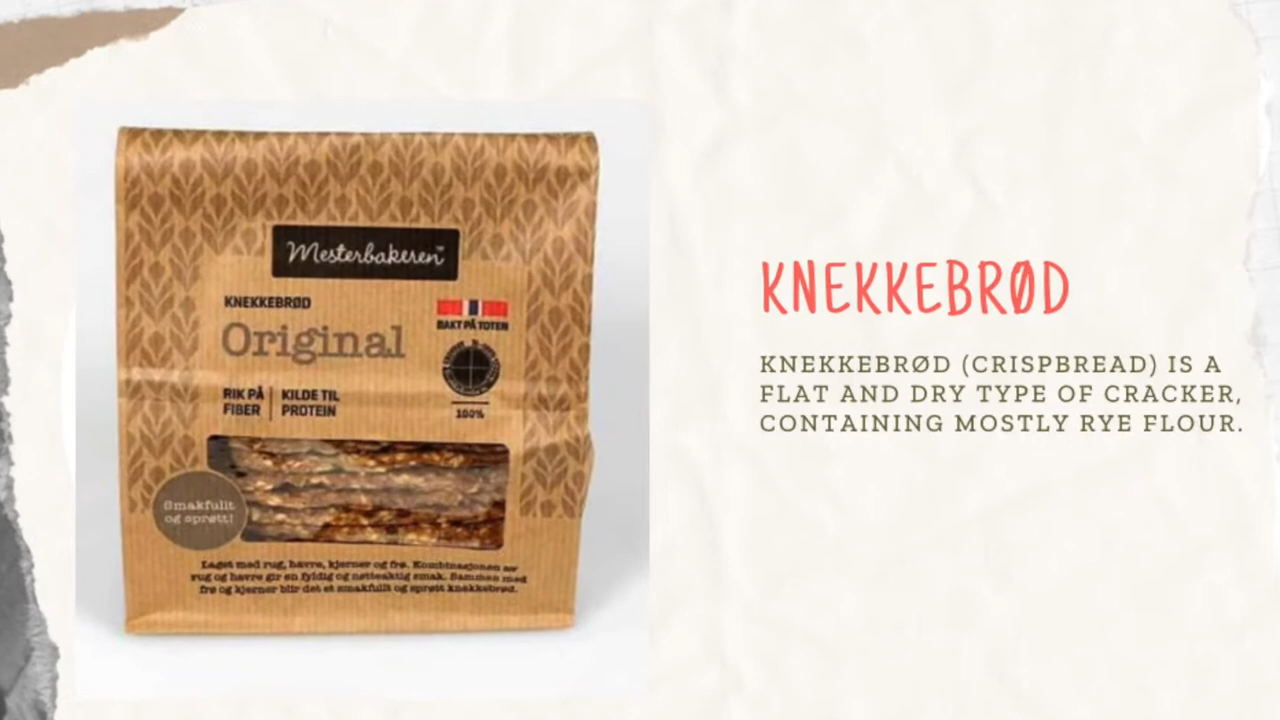 Mesterbakeren™
KNEKKEBRØD
Original
BAKT PÅ TOTEN
RIK PÅ
FIBER
KILDE TIL
PROTEIN
100%
Smakfullt
og sprøtt!
Laget med rug, havre, kjerner og frø. Kombinasjonen av
rug og havre gir en fyldig og nøtteaktig smak. Sammen med
frø og kjerner blir det et smakfullt og sprøtt knekkebrød.
KNEKKEBRØD
KNEKKEBRØD (CRISPBREAD) IS A
FLAT AND DRY TYPE OF CRACKER,
CONTAINING MOSTLY RYE FLOUR.